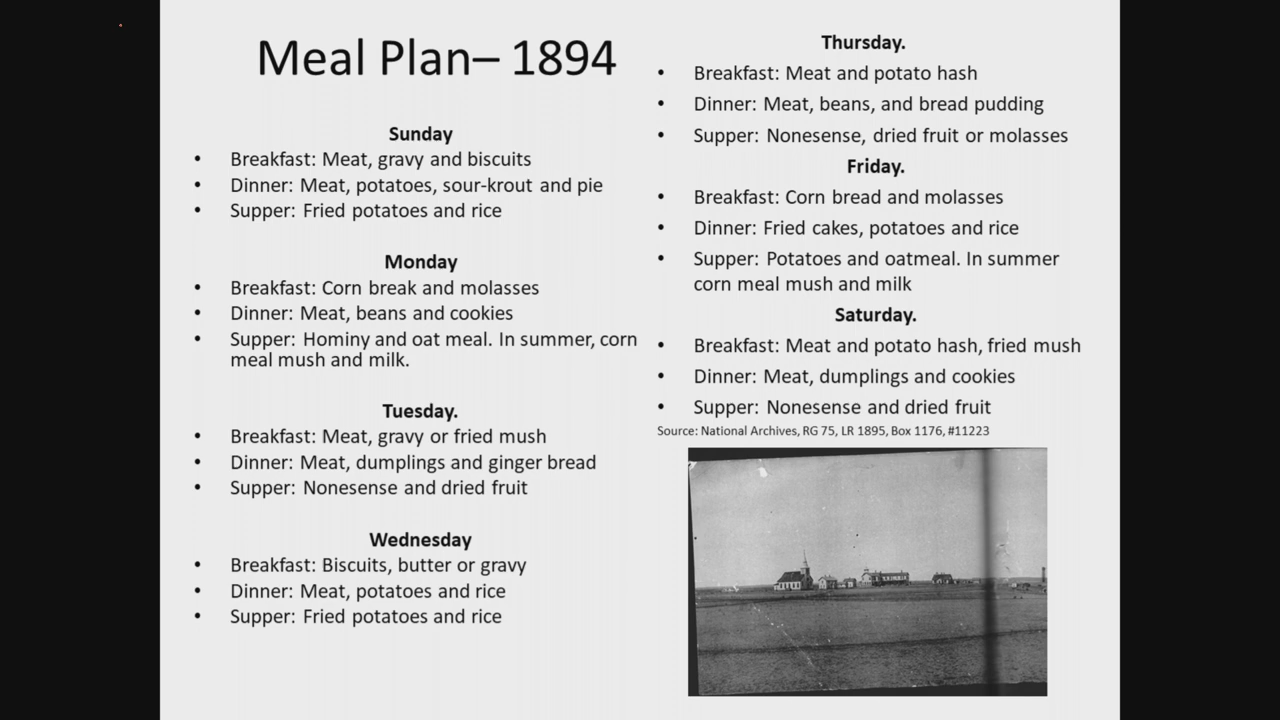 Meal Plan– 1894
Sunday
• Breakfast: Meat, gravy and biscuits
• Dinner: Meat, potatoes, sour-krout and pie
• Supper: Fried potatoes and rice
Monday
• Breakfast: Corn break and molasses
• Dinner: Meat, beans and cookies
• Supper: Hominy and oat meal. In summer, corn
meal mush and milk.
Tuesday.
• Breakfast: Meat, gravy or fried mush
• Dinner: Meat, dumplings and ginger bread
• Supper: Nonesense and dried fruit
Wednesday
• Breakfast: Biscuits, butter or gravy
• Dinner: Meat, potatoes and rice
• Supper: Fried potatoes and rice
Thursday.
• Breakfast: Meat and potato hash
• Dinner: Meat, beans, and bread pudding
• Supper: Nonesense, dried fruit or molasses
Friday.
• Breakfast: Corn bread and molasses
• Dinner: Fried cakes, potatoes and rice
• Supper: Potatoes and oatmeal. In summer
corn meal mush and milk
Saturday.
• Breakfast: Meat and potato hash, fried mush
• Dinner: Meat, dumplings and cookies
• Supper: Nonesense and dried fruit
Source: National Archives, RG 75, LR 1895, Box 1176, #11223